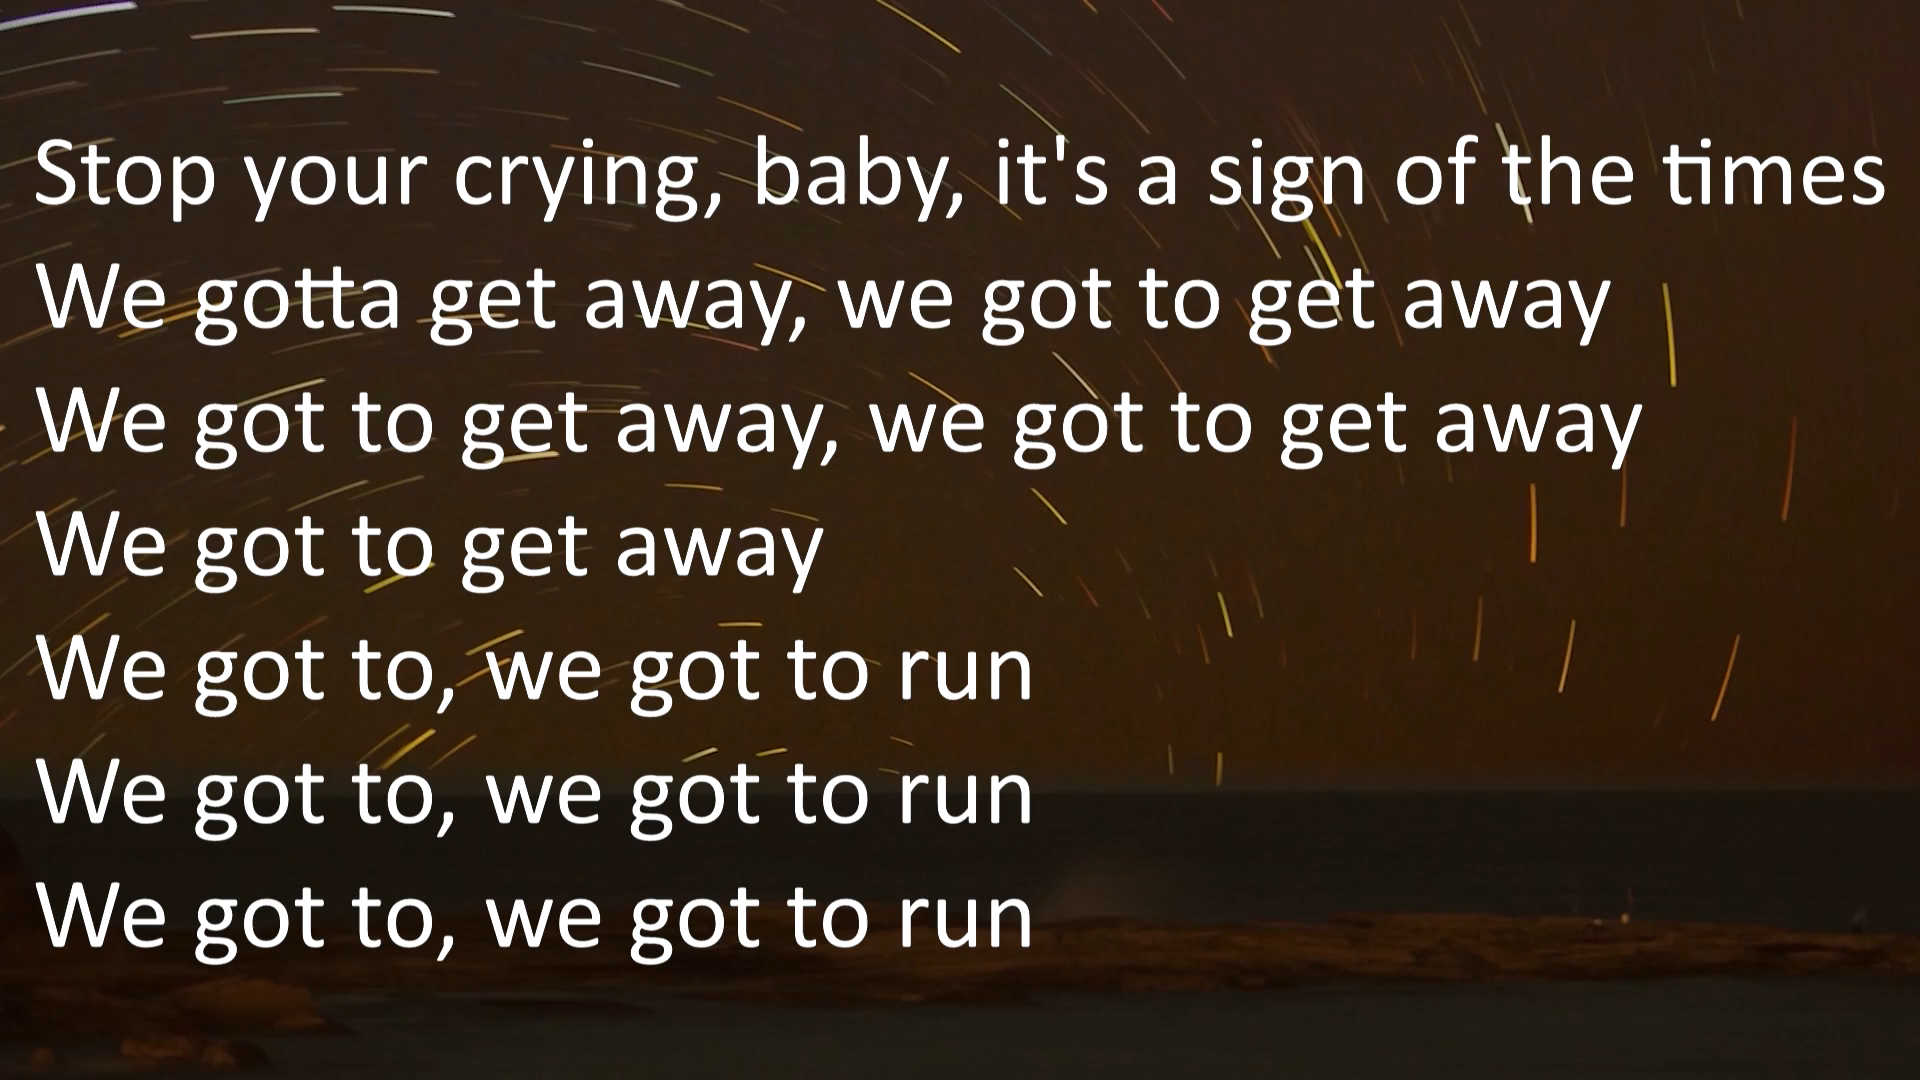 Stop your crying, baby, it's a sign of the times
We gotta get away, we got to get away
We got to get away, we got to get away
We got to get away
We got to, we got to run
We got to, we got to run
We got to, we got to run